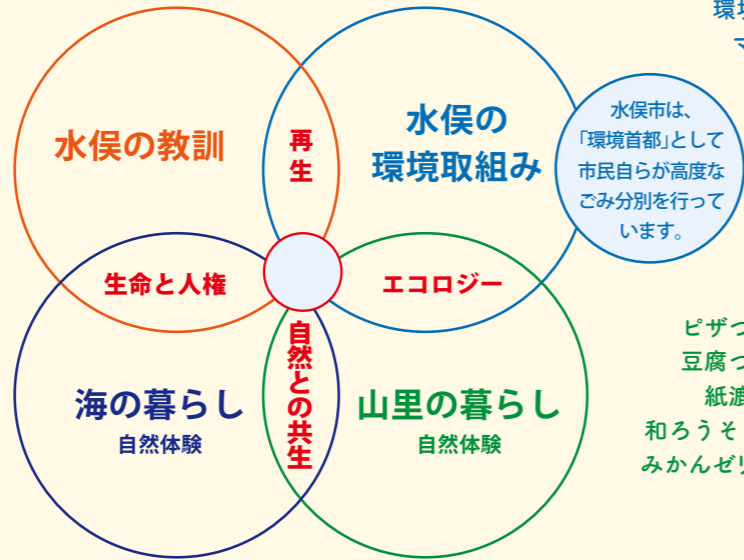 環境
水俣の教訓
再生
水俣の
環境取組み
水俣市は、
「環境首都」として
市民自らが高度な
ごみ分別を行って
います。
生命と人権
エコロジー
自然との共生
海の暮らし
自然体験
山里の暮らし
自然体験
ピザつ
豆腐つ
紙漉
和ろうそ
みかんゼリ